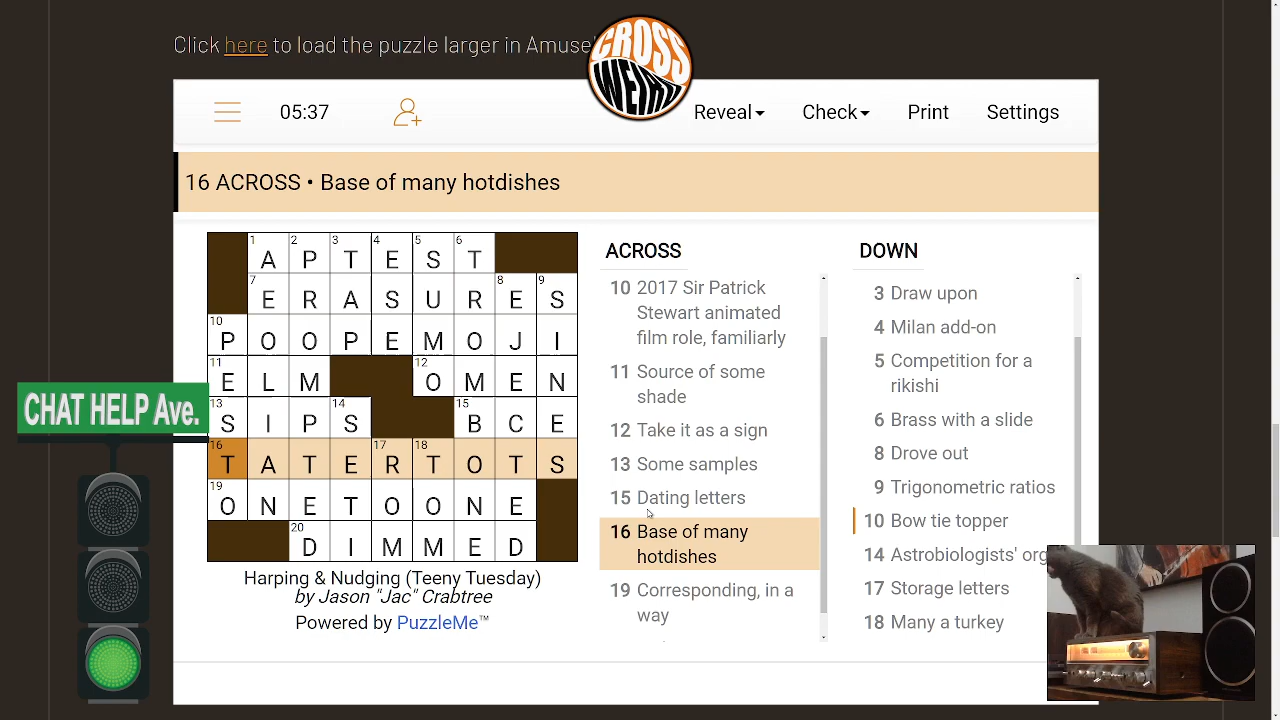 Click here to load the puzzle larger in Amuse
CROSS
WEIRD
05:37
Reveal
Check
Print
Settings
16 ACROSS • Base of many hotdishes
1 A 2 P 3 T 4 E 5 S 6 T
7 E R A S U R 8 E 9 S
10 P O O P E M O J I
11 E L M 12 O M E N
13 S I P 14 S 15 B C E
16 T A T E 17 R 18 T O T S
19 O N E T O O N E
20 D I M M E D
Harping & Nudging (Teeny Tuesday)
by Jason "Jac" Crabtree
Powered by PuzzleMe™
ACROSS
10 2017 Sir Patrick
Stewart animated
film role, familiarly
11 Source of some
shade
12 Take it as a sign
13 Some samples
15 Dating letters
16 Base of many
hotdishes
19 Corresponding, in a
way
DOWN
3 Draw upon
4 Milan add-on
5 Competition for a
rikishi
6 Brass with a slide
8 Drove out
9 Trigonometric ratios
10 Bow tie topper
14 Astrobiologists' org
17 Storage letters
18 Many a turkey
CHAT HELP Ave.